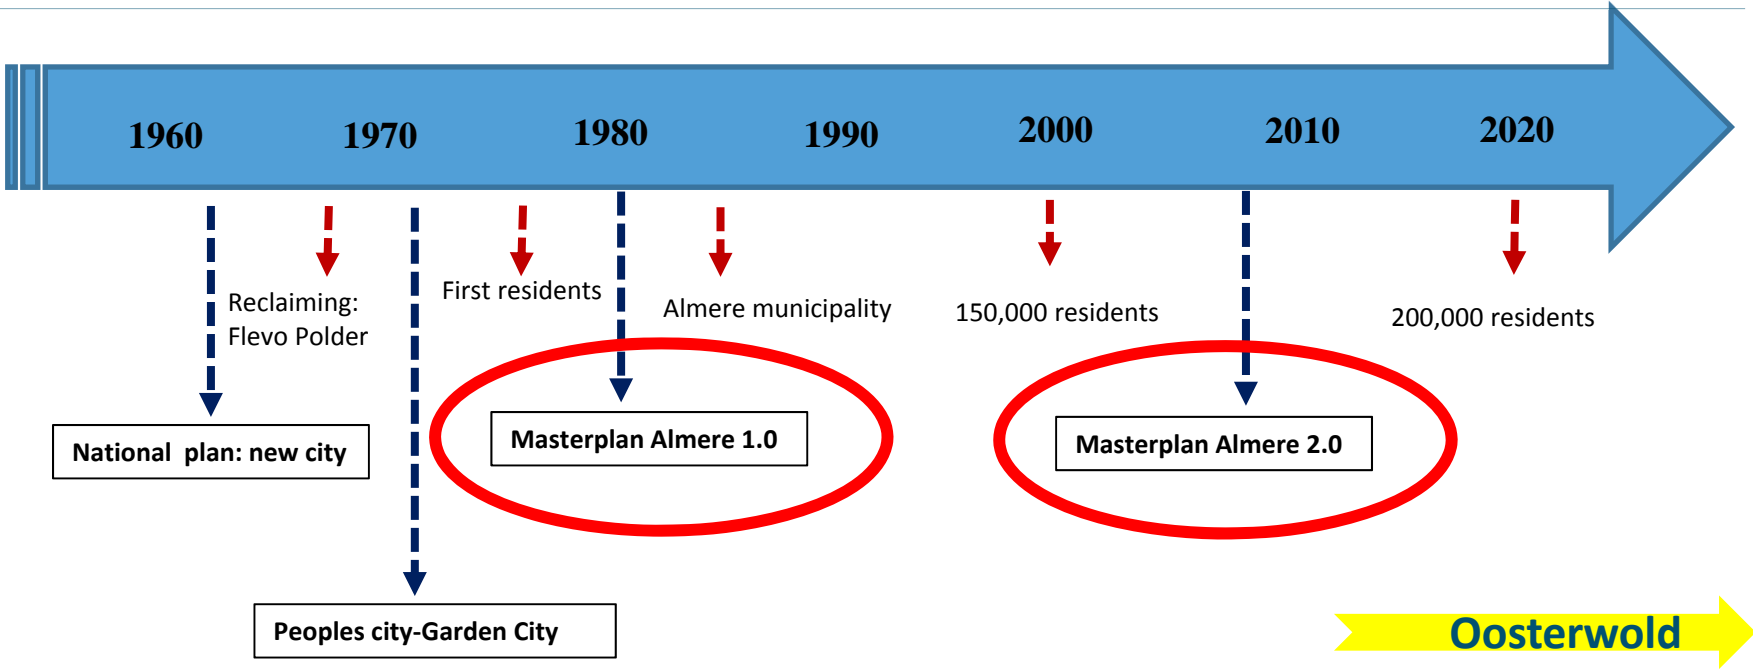 1960
1970
1980
1990
2000
2010
2020
Reclaiming:
Flevo Polder
First residents
Almere municipality
150,000 residents
200,000 residents
National plan: new city
Masterplan Almere 1.0
Masterplan Almere 2.0
Peoples city-Garden City
Oosterwold